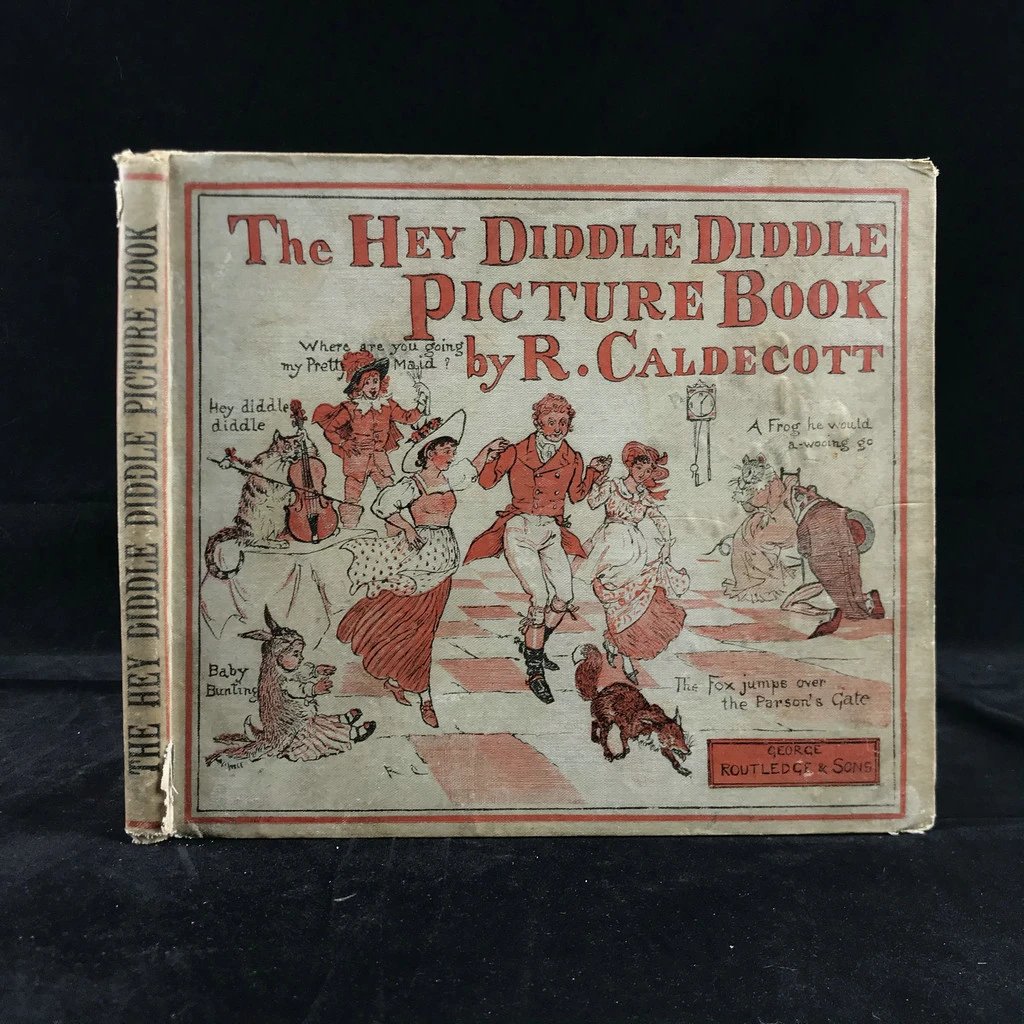 THE HEY DIDDLE DIDDLE PICTURE BOOK
The HEY DIDDLE DIDDLE
PICTURE BOOK
by R. CALDECOTT
Where are you going
my Pretty Maid?
Hey diddle
diddle
A Frog he would
a-wooing go
Baby
Bunting
The Fox jumps over
the Parson's Gate
GEORGE
ROUTLEDGE & SONS
R C